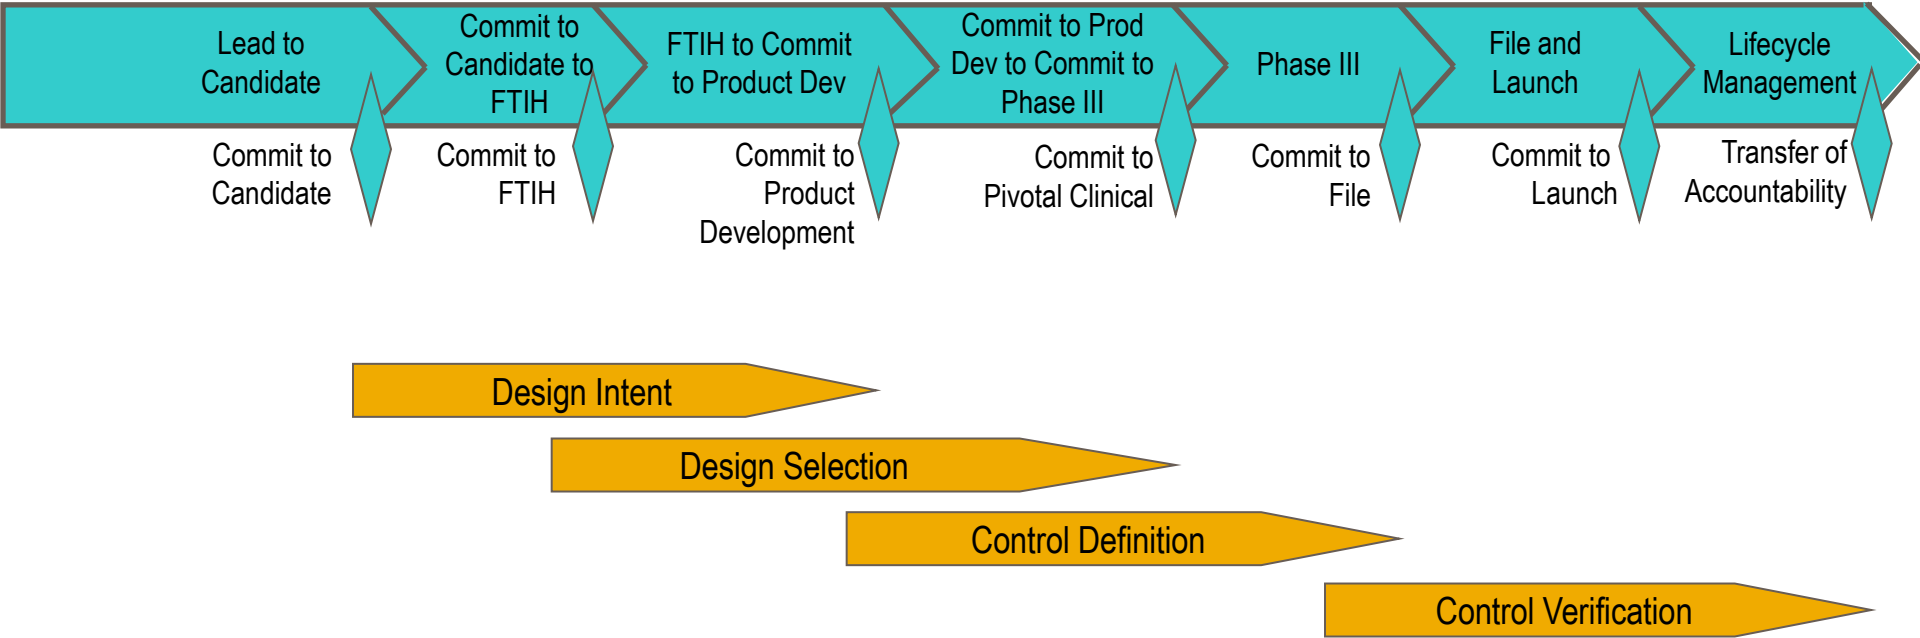 Lead to
Candidate
Commit to
Candidate to
FTIH
FTIH to Commit
to Product Dev
Commit to Prod
Dev to Commit to
Phase III
Phase III
File and
Launch
Lifecycle
Management
Commit to
Candidate
Commit to
FTIH
Commit to
Product
Development
Commit to
Pivotal Clinical
Commit to
File
Commit to
Launch
Transfer of
Accountability
Design Intent
Design Selection
Control Definition
Control Verification